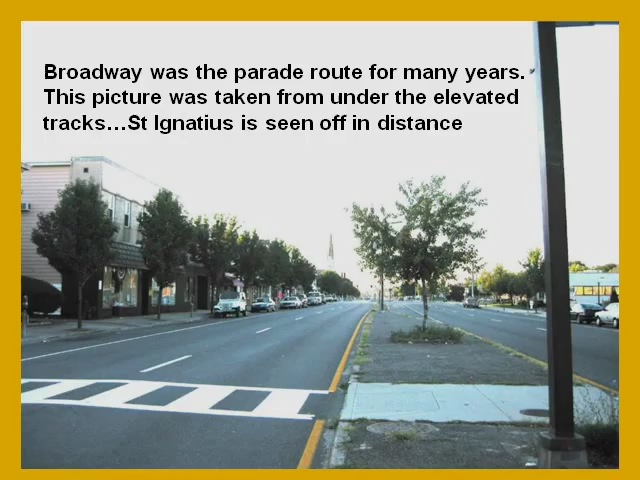 Broadway was the parade route for many years.
This picture was taken from under the elevated
tracks…St Ignatius is seen off in distance